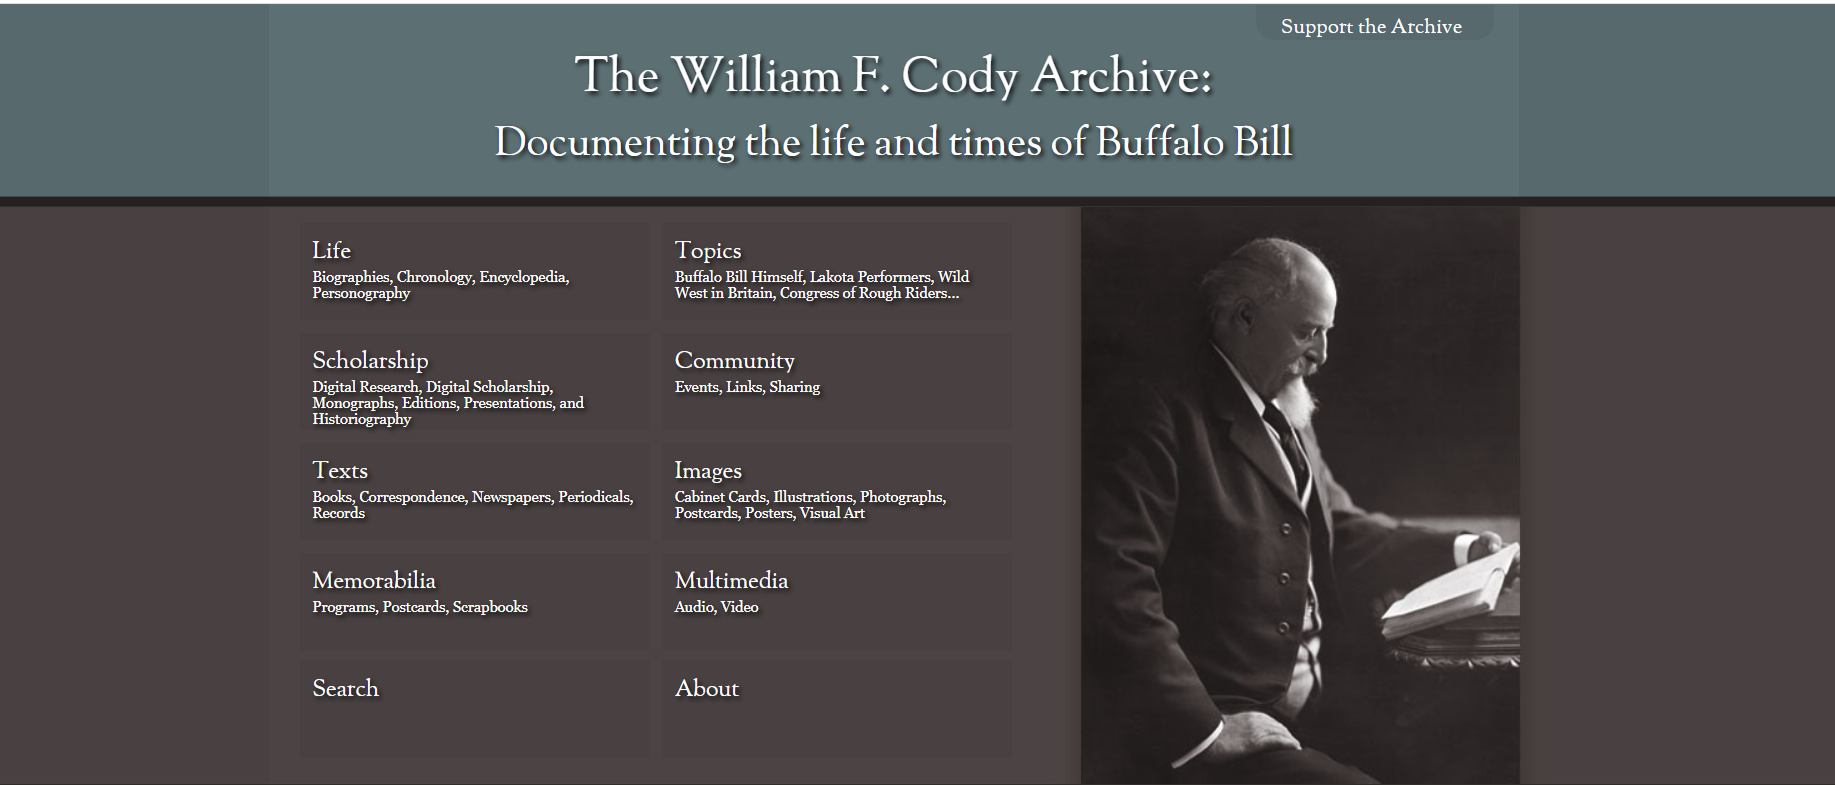 Support the Archive
The William F. Cody Archive:
Documenting the life and times of Buffalo Bill
Life
Biographies, Chronology, Encyclopedia,
Personography
Topics
Buffalo Bill Himself, Lakota Performers, Wild
West in Britain, Congress of Rough Riders...
Scholarship
Digital Research, Digital Scholarship,
Monographs, Editions, Presentations, and
Historiography
Community
Events, Links, Sharing
Texts
Books, Correspondence, Newspapers, Periodicals,
Records
Images
Cabinet Cards, Illustrations, Photographs,
Postcards, Posters, Visual Art
Memorabilia
Programs, Postcards, Scrapbooks
Multimedia
Audio, Video
Search
About